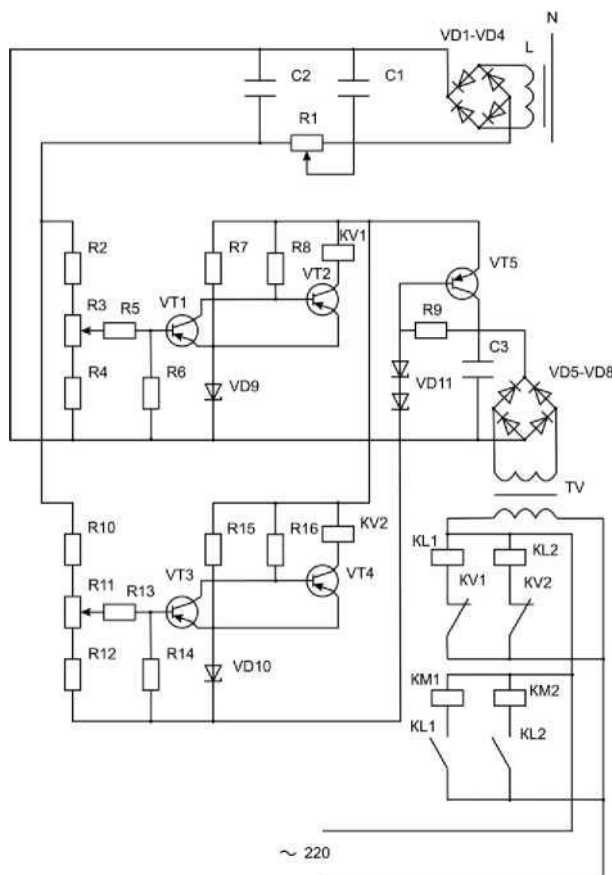 N
VD1-VD4
L
C2
C1
R1
R2
R7
R8
KV1
VT5
R3
R5
VT1
VT2
R9
R4
R6
VD9
C3
VD11
VD5-VD8
TV
R10
R15
R16
KV2
KL1
KL2
R11
R13
VT3
VT4
KV1
KV2
R12
R14
VD10
KM1
KM2
KL1
KL2
~ 220